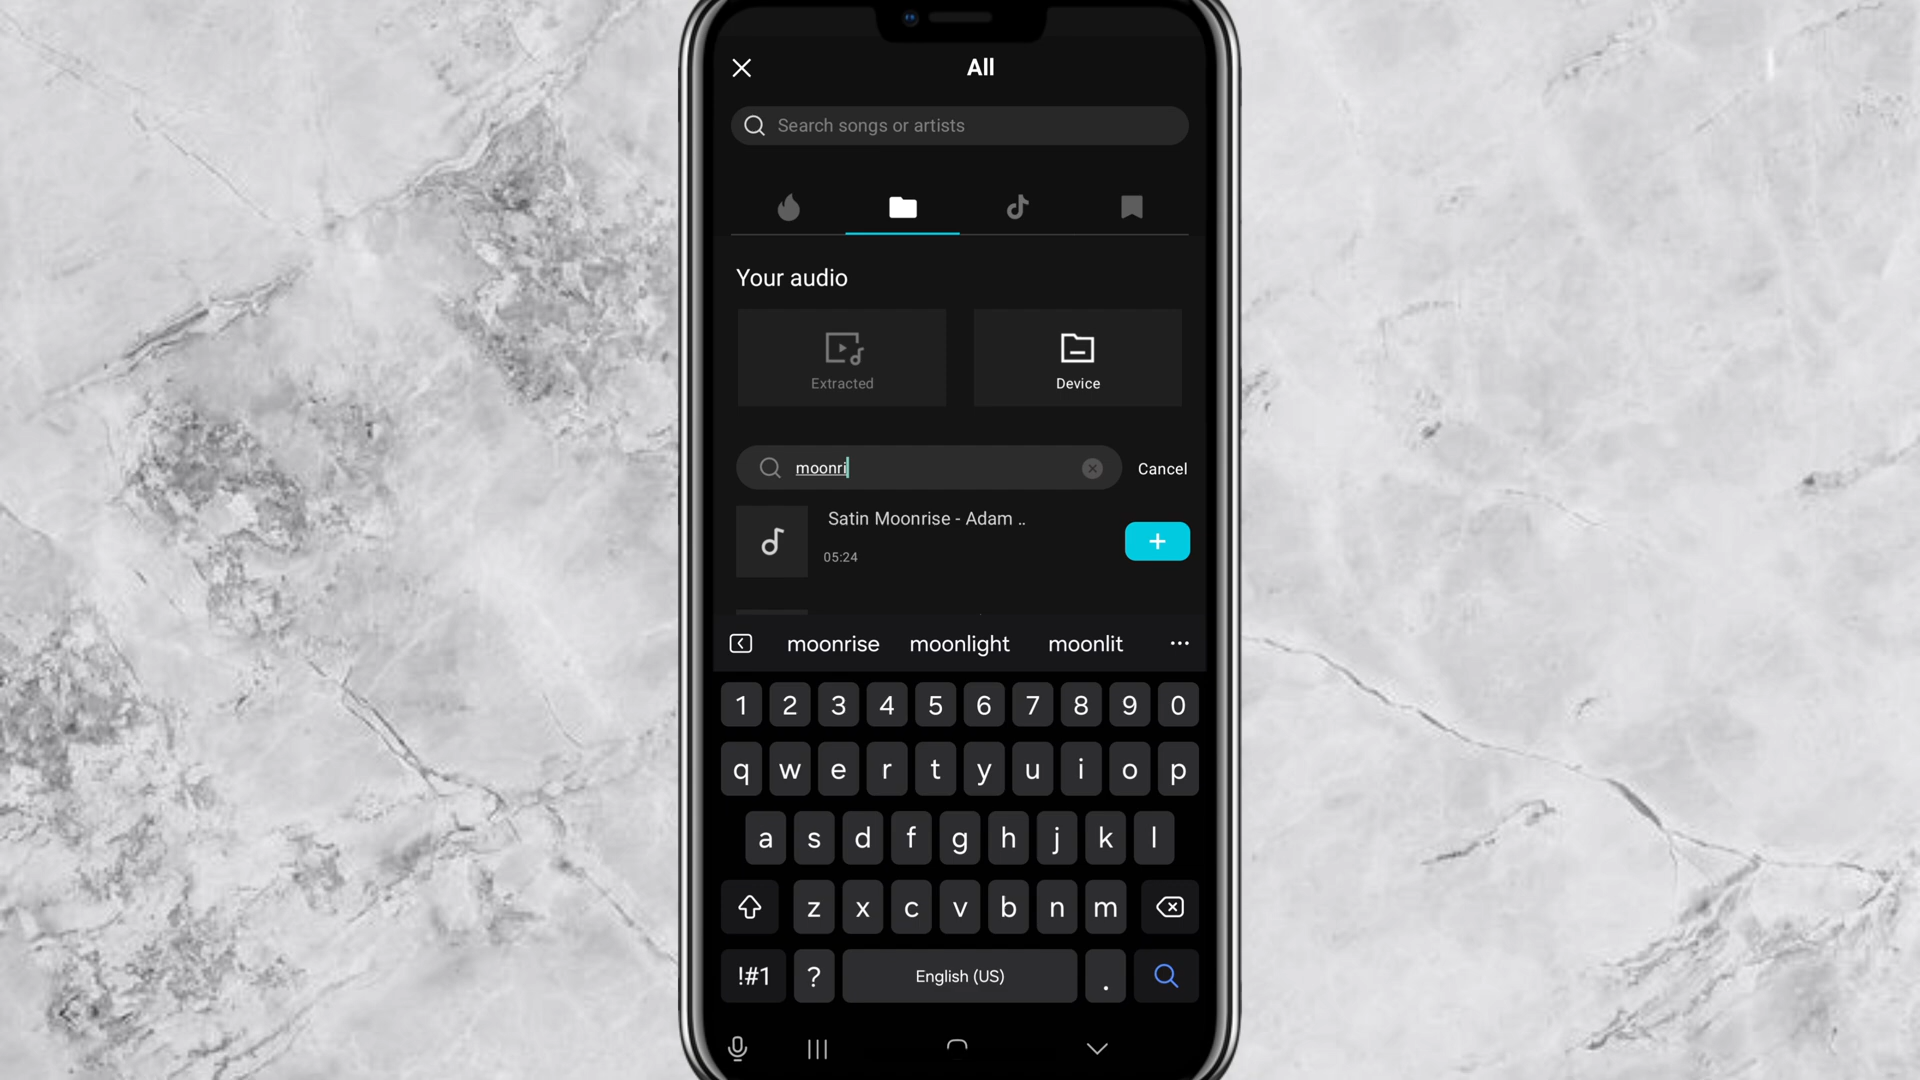 All
Search songs or artists
Your audio
Extracted
Device
moonri
Cancel
Satin Moonrise - Adam ..
05:24
moonrise moonlight moonlit
1 2 3 4 5 6 7 8 9 0
q w e r t y u i o p
a s d f g h j k l
z x c v b n m
!#1 ? English (US) .